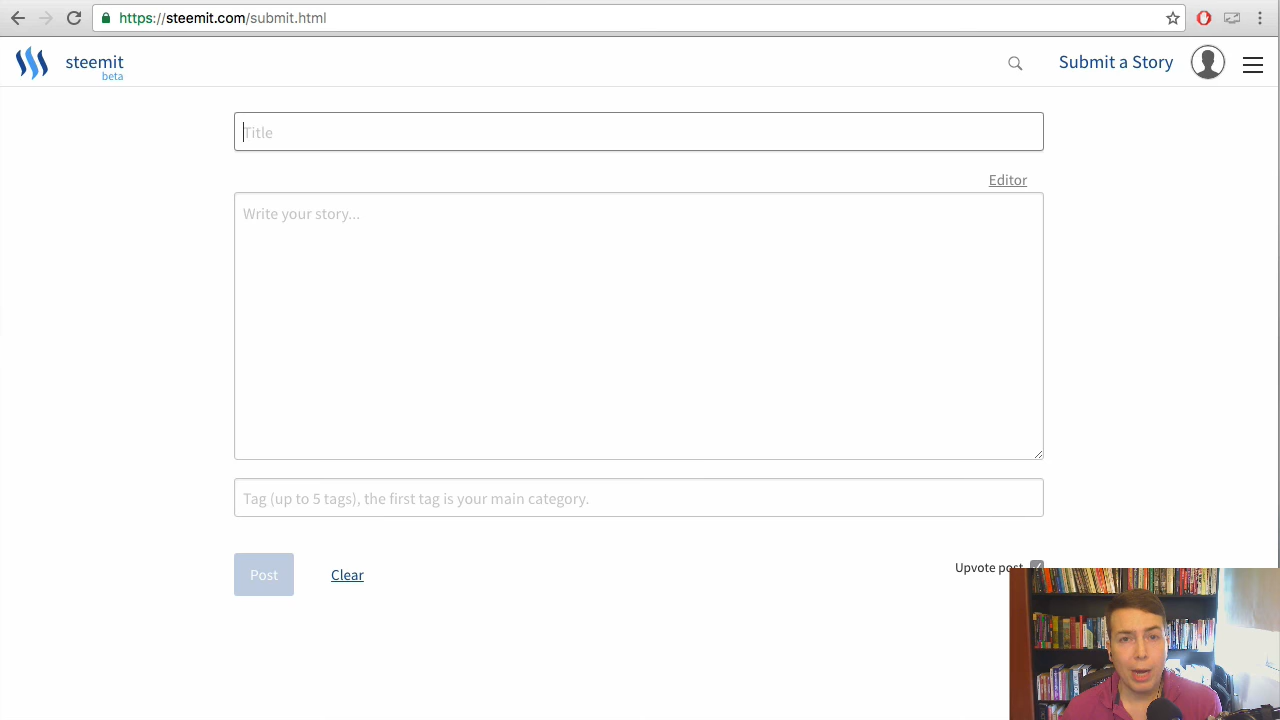 https://steemit.com/submit.html
steemit
beta
Submit a Story
Title
Editor
Write your story...
Tag (up to 5 tags), the first tag is your main category.
Post
Clear
Upvote post